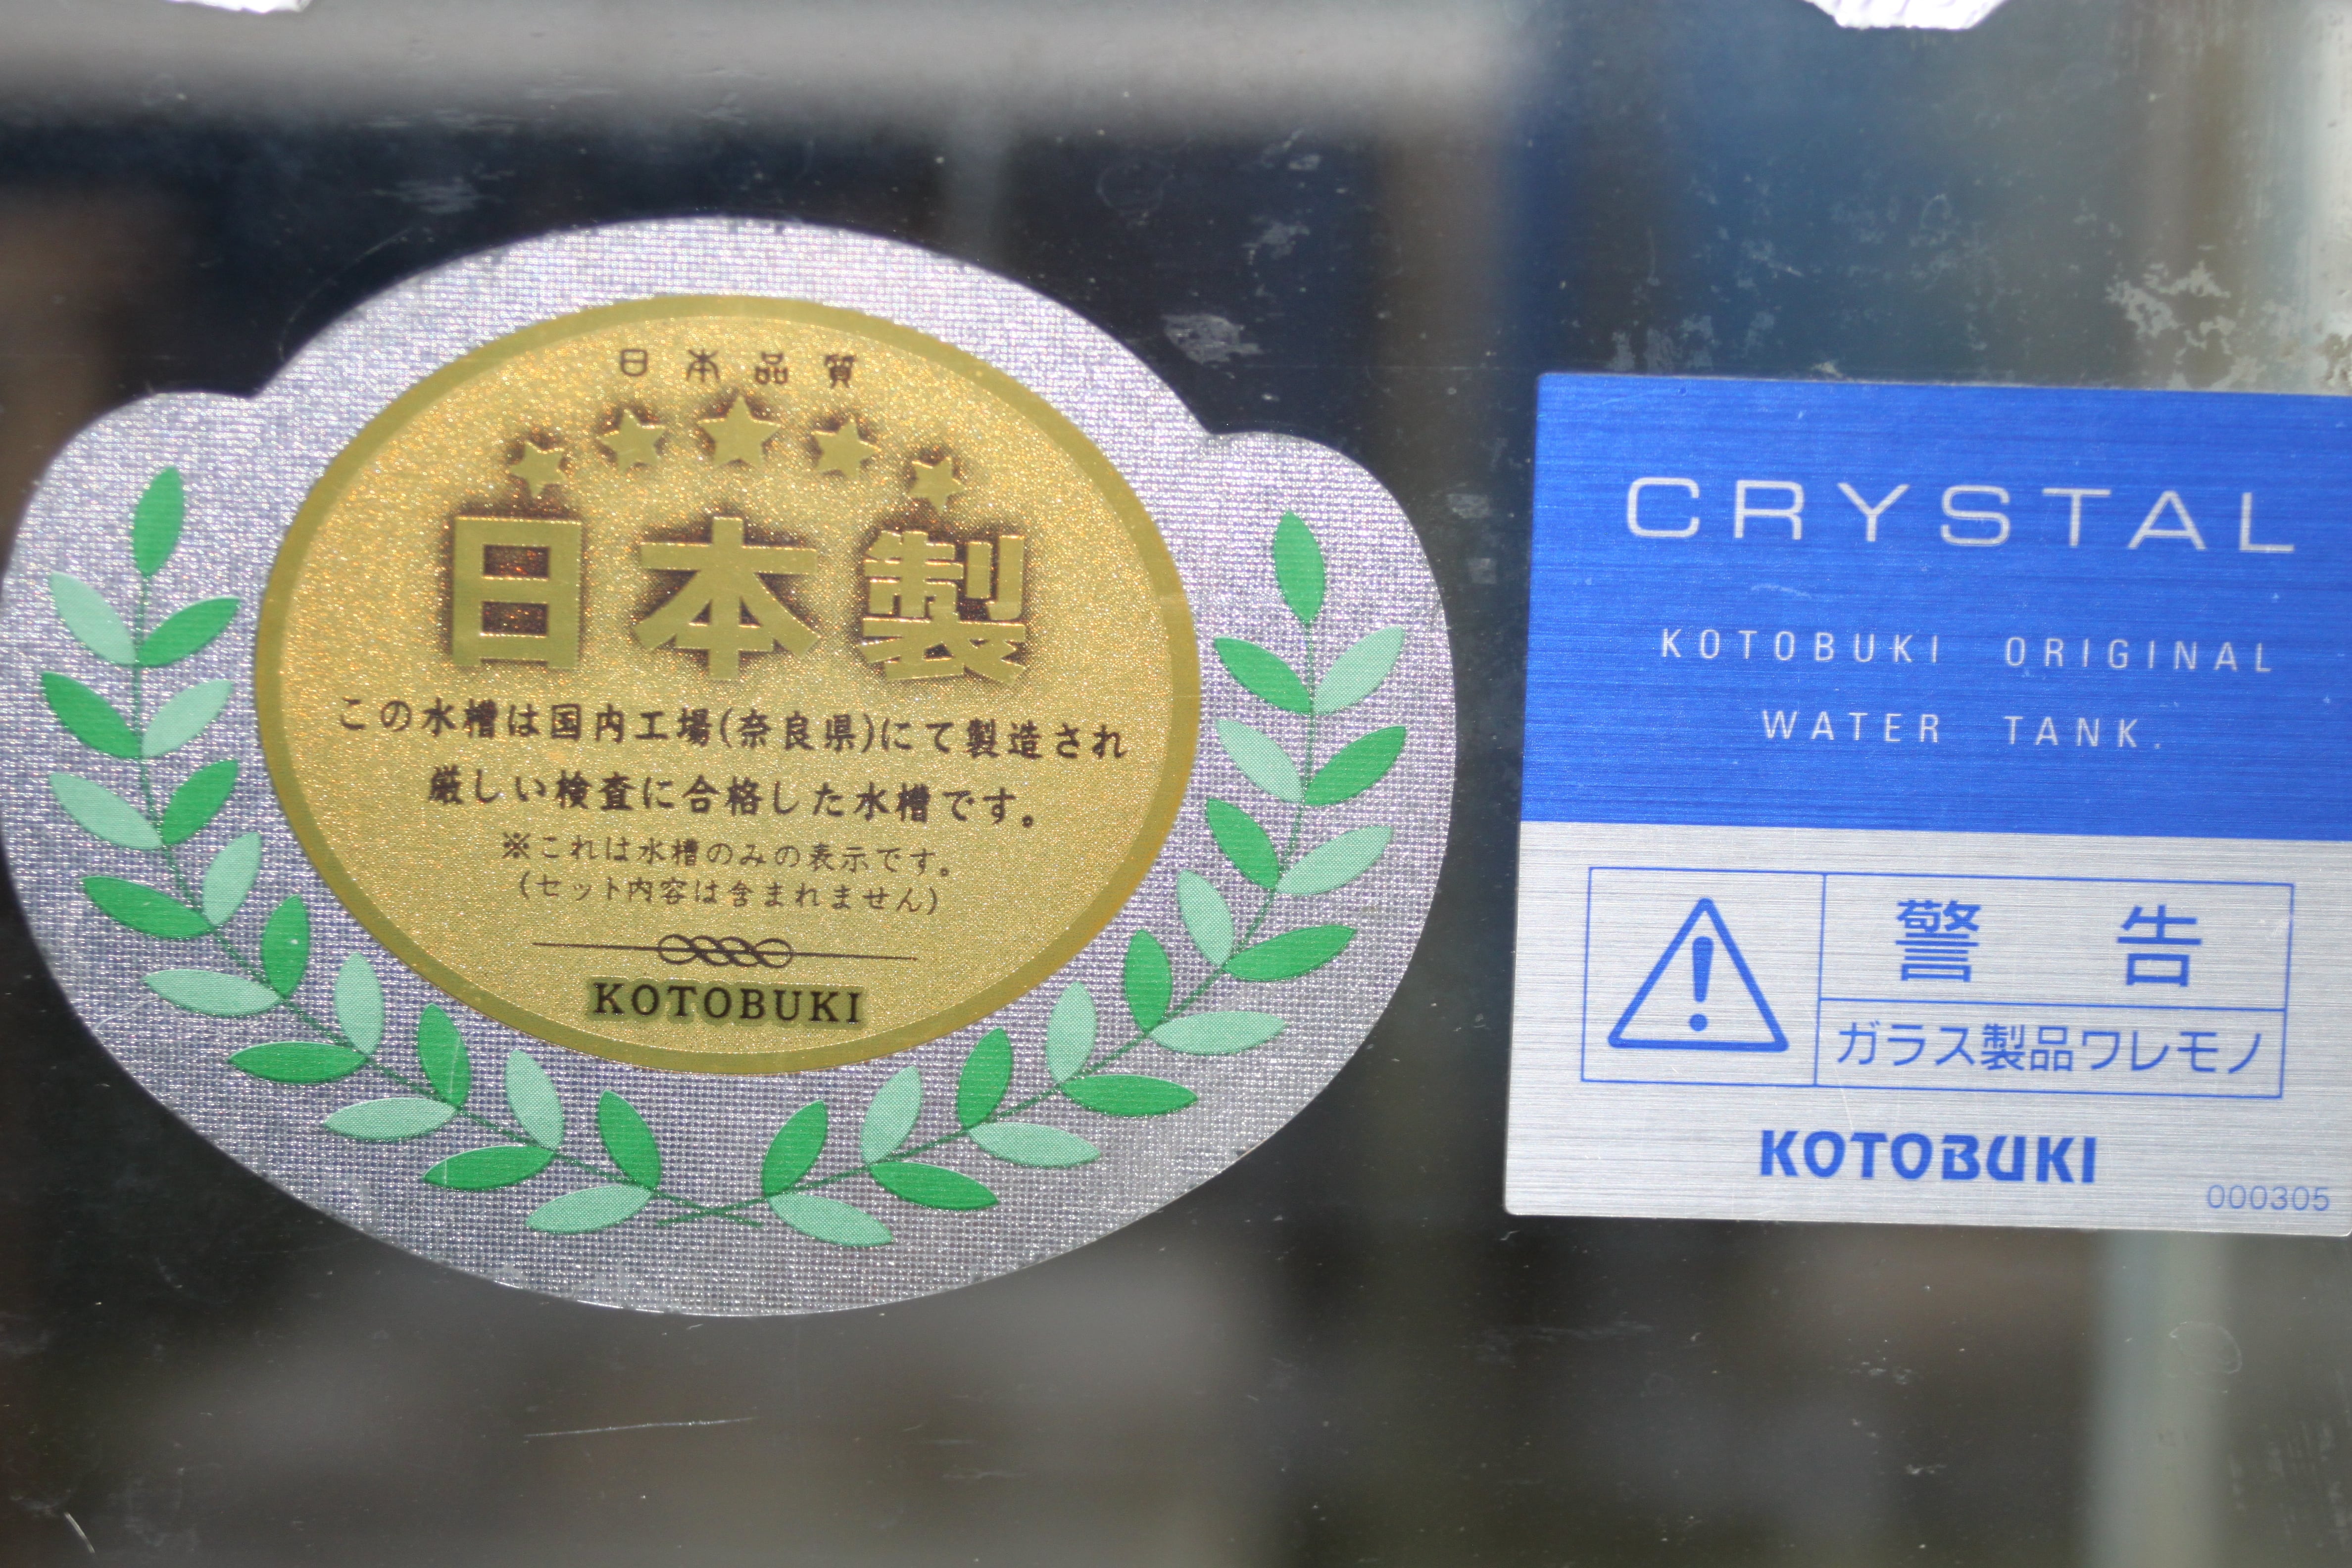 日本品質
日本製
この水槽は国内工場(奈良県)にて製造され
厳しい検査に合格した水槽です。
※これは水槽のみの表示です。
(セット内容は含まれません)
KOTOBUKI
CRYSTAL
KOTOBUKI ORIGINAL
WATER TANK.
警告
ガラス製品ワレモノ
KOTOBUKI
000305